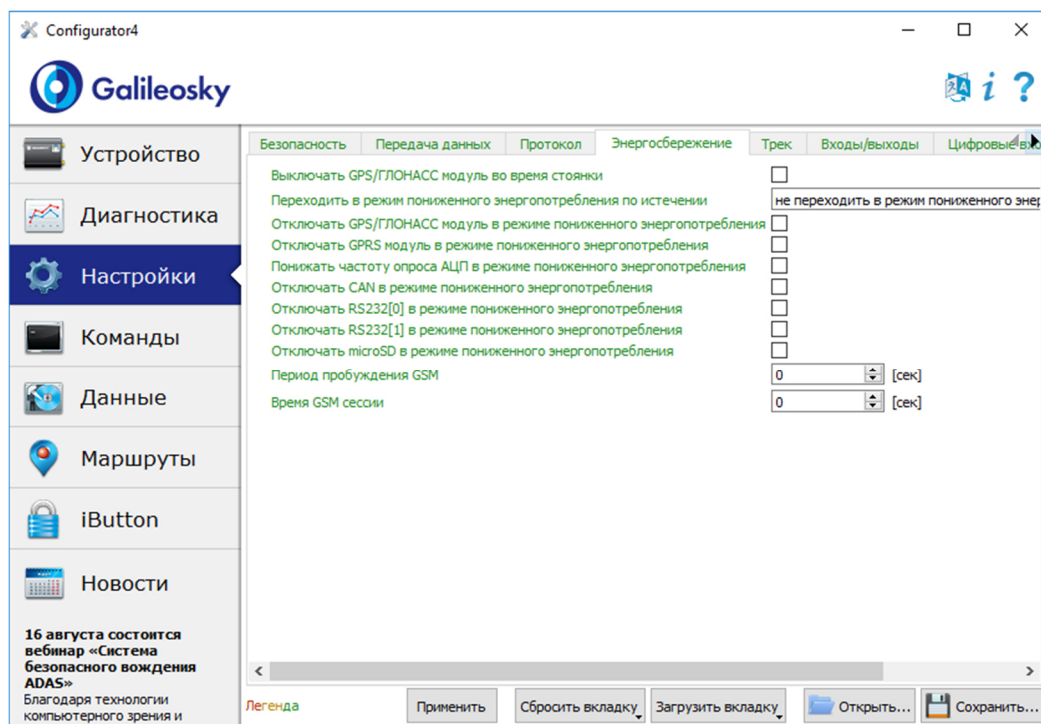 Configurator4
Galileosky
Устройство
Диагностика
Настройки
Команды
Данные
Маршруты
iButton
Новости
16 августа состоится
вебинар «Система
безопасного вождения
ADAS»
Благодаря технологии
компьютерного зрения и
Безопасность
Передача данных
Протокол
Энергосбережение
Трек
Входы/выходы
Цифровые
Выключать GPS/ГЛОНАСС модуль во время стоянки
Переходить в режим пониженного энергопотребления по истечении не переходить в режим пониженного энер
Отключать GPS/ГЛОНАСС модуль в режиме пониженного энергопотребления
Отключать GPRS модуль в режиме пониженного энергопотребления
Понижать частоту опроса АЦП в режиме пониженного энергопотребления
Отключать CAN в режиме пониженного энергопотребления
Отключать RS232[0] в режиме пониженного энергопотребления
Отключать RS232[1] в режиме пониженного энергопотребления
Отключать microSD в режиме пониженного энергопотребления
Период пробуждения GSM 0 [сек]
Время GSM сессии 0 [сек]
Легенда
Применить
Сбросить вкладку
Загрузить вкладку
Открыть...
Сохранить...